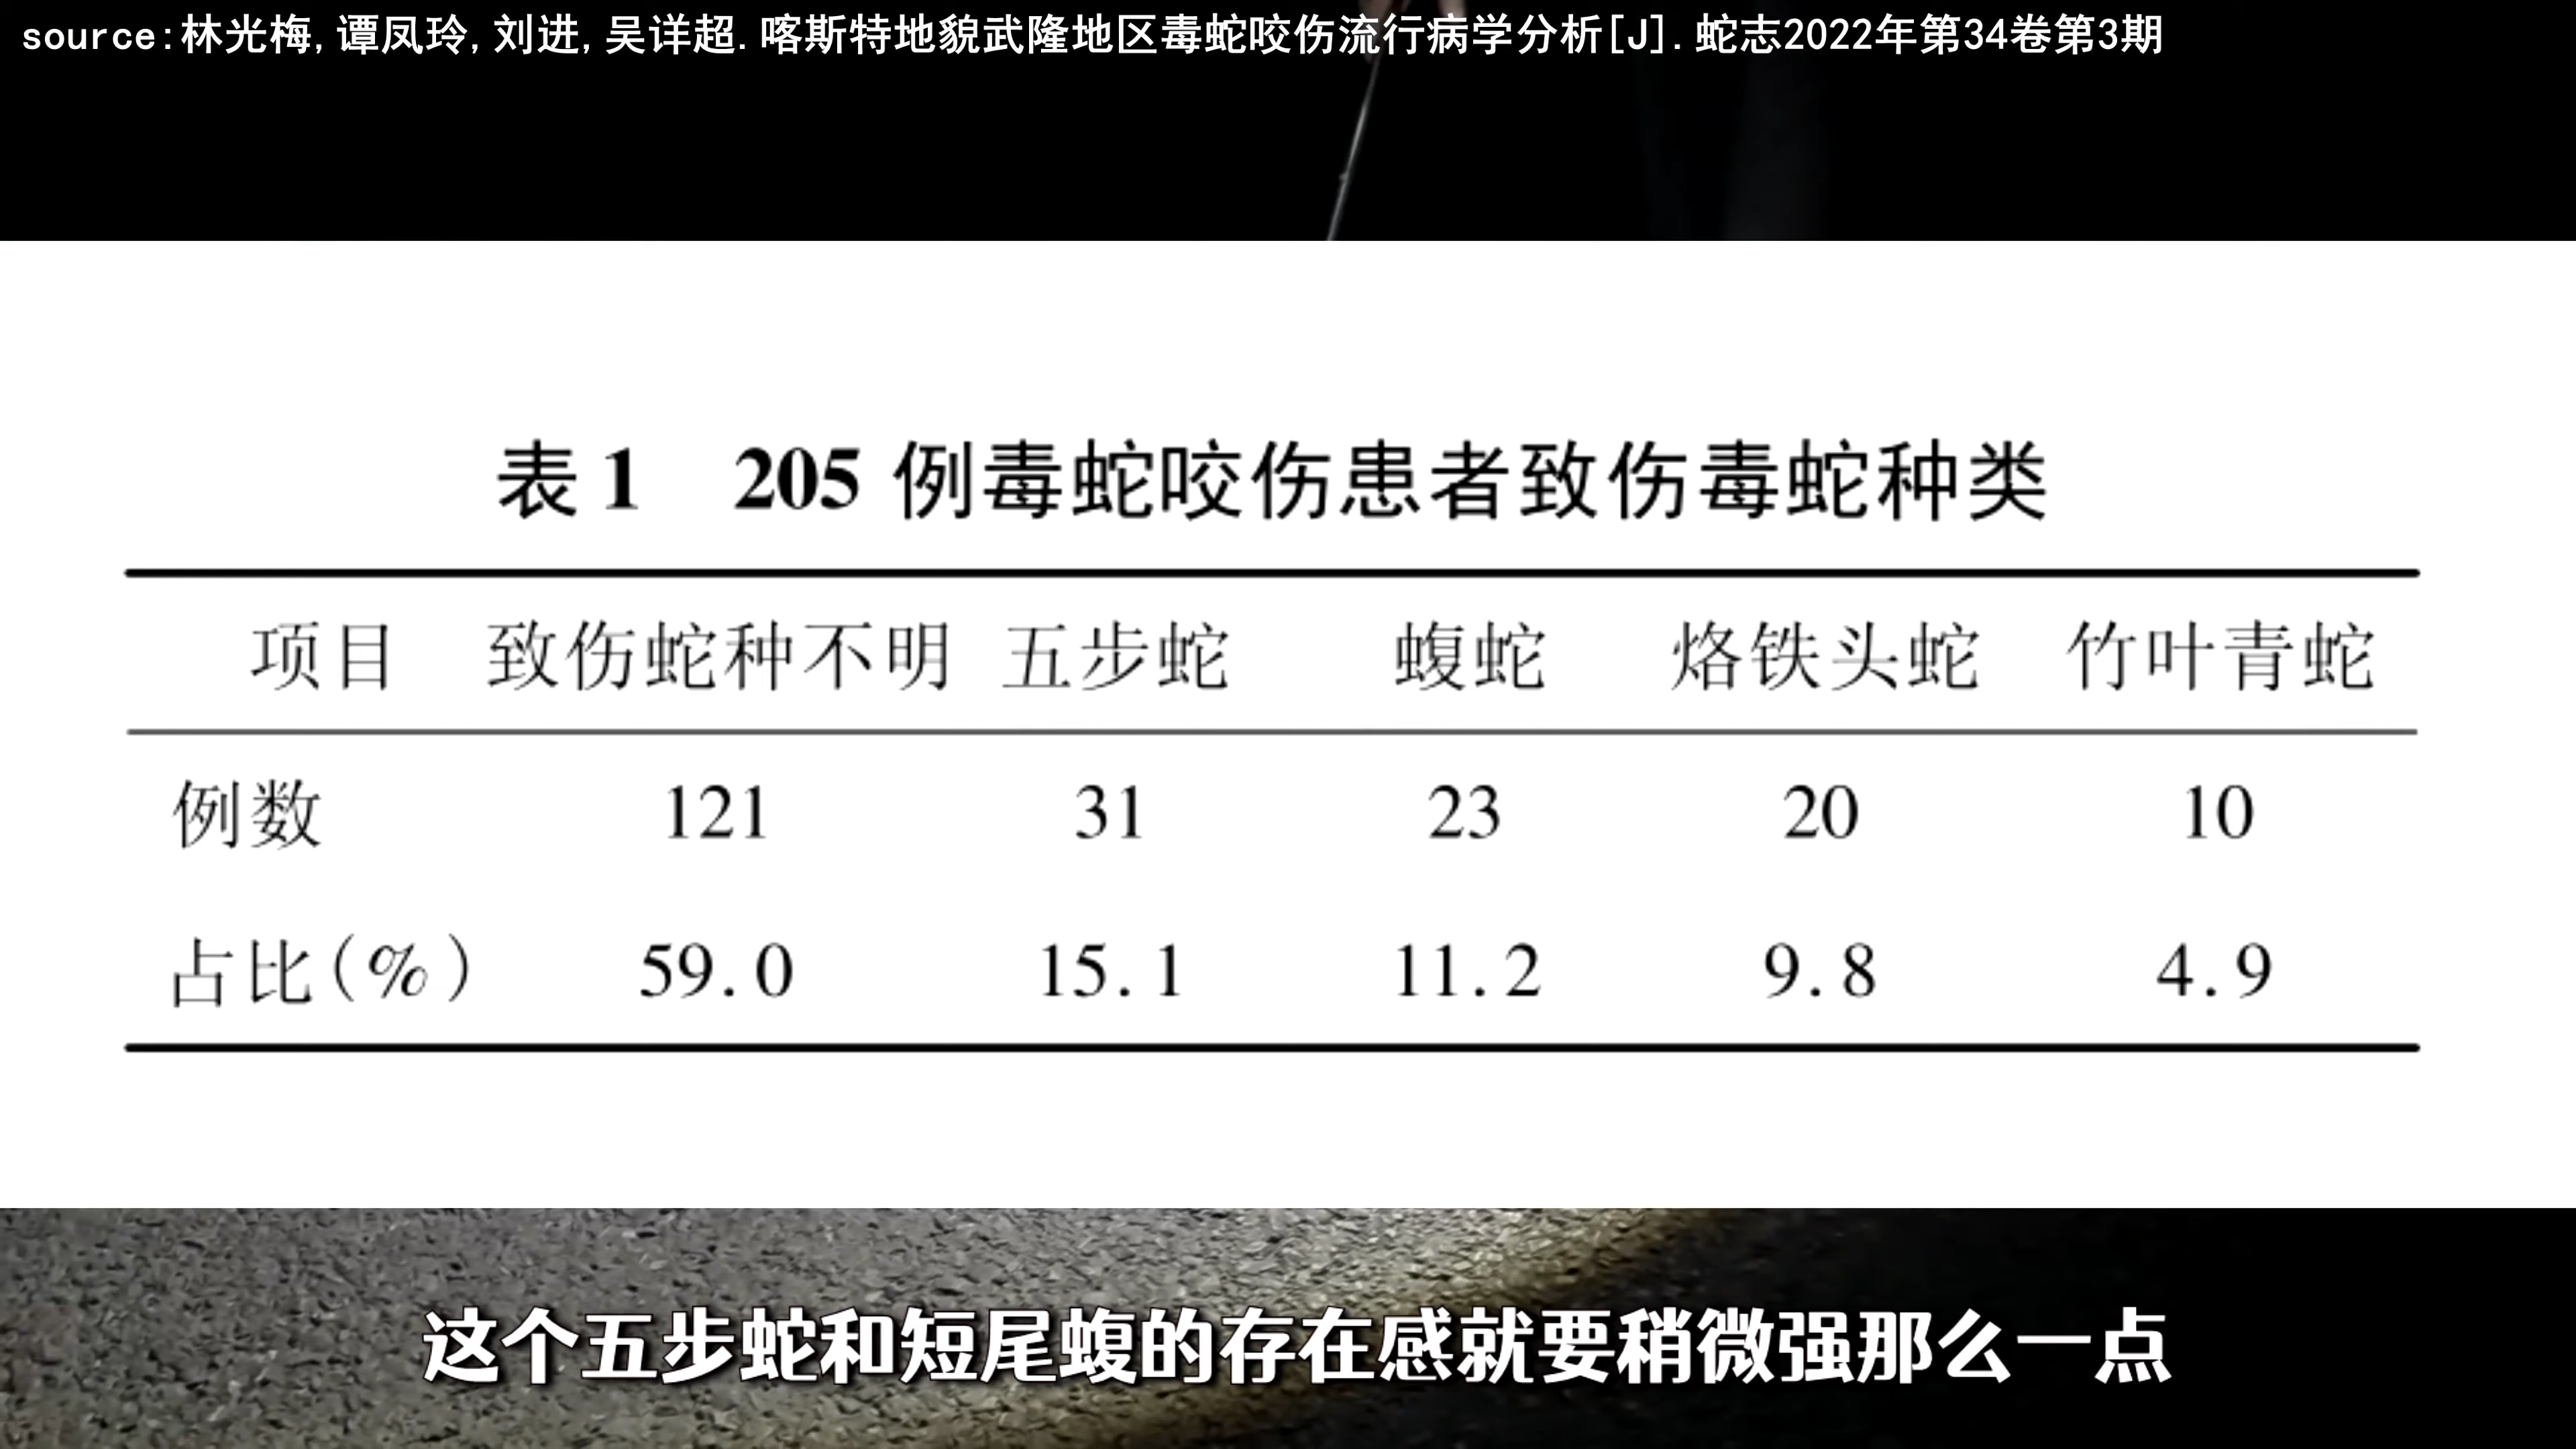 source:林光梅,谭凤玲,刘进,吴详超.喀斯特地貌武隆地区毒蛇咬伤流行病学分析[J].蛇志2022年第34卷第3期
表1 205例毒蛇咬伤患者致伤毒蛇种类
项目 致伤蛇种不明 五步蛇 蝮蛇 烙铁头蛇 竹叶青蛇
例数 121 31 23 20 10
占比(%) 59.0 15.1 11.2 9.8 4.9
这个五步蛇和短尾蝮的存在感就要稍微强那么一点